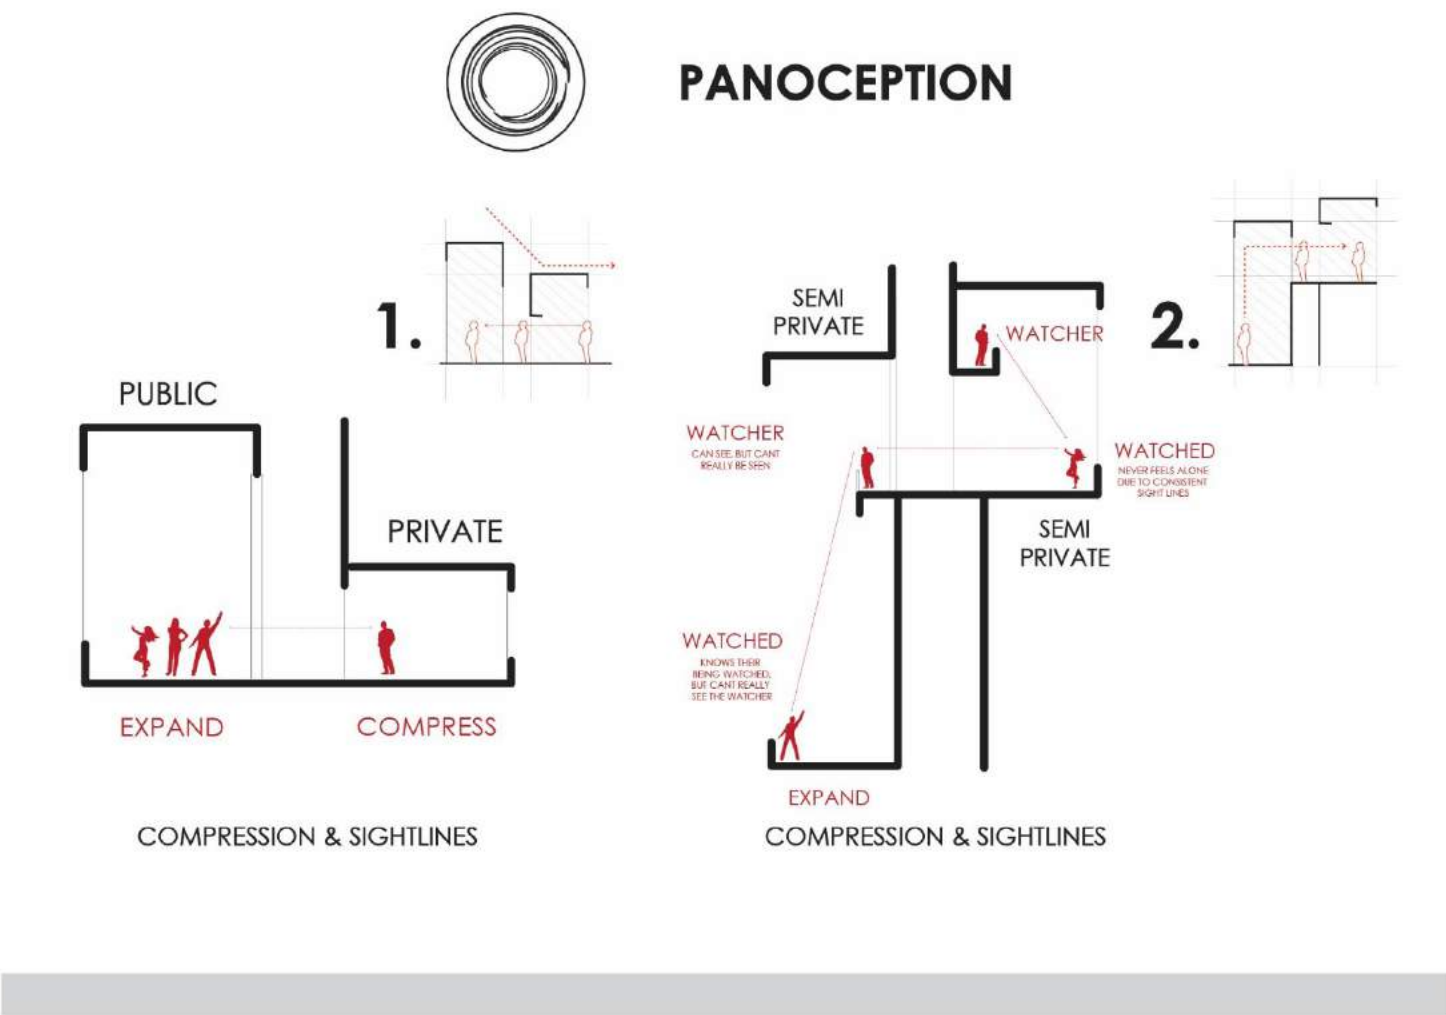 PANOCEPTION
1.
PUBLIC
PRIVATE
EXPAND
COMPRESS
COMPRESSION & SIGHTLINES
2.
SEMI
PRIVATE
WATCHER
WATCHER
CAN SEE, BUT CANT
REALLY BE SEEN
WATCHED
NEVER FEELS ALONE
DUE TO CONSISTENT
SIGHT LINES
SEMI
PRIVATE
WATCHED
KNOWS THEIR
BEING WATCHED,
BUT CANT REALLY
SEE THE WATCHER
EXPAND
COMPRESSION & SIGHTLINES